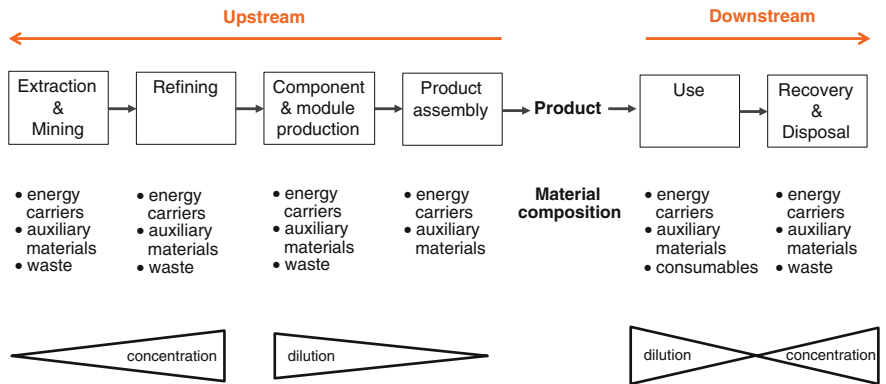 Upstream
Downstream
Extraction
&
Mining
Refining
Component
& module
production
Product
assembly
Product
Use
Recovery
&
Disposal
• energy
carriers
• auxiliary
materials
• waste
• energy
carriers
• auxiliary
materials
• waste
• energy
carriers
• auxiliary
materials
• waste
• energy
carriers
• auxiliary
materials
Material
composition
• energy
carriers
• auxiliary
materials
• consumables
• energy
carriers
• auxiliary
materials
• waste
concentration
dilution
dilution
concentration